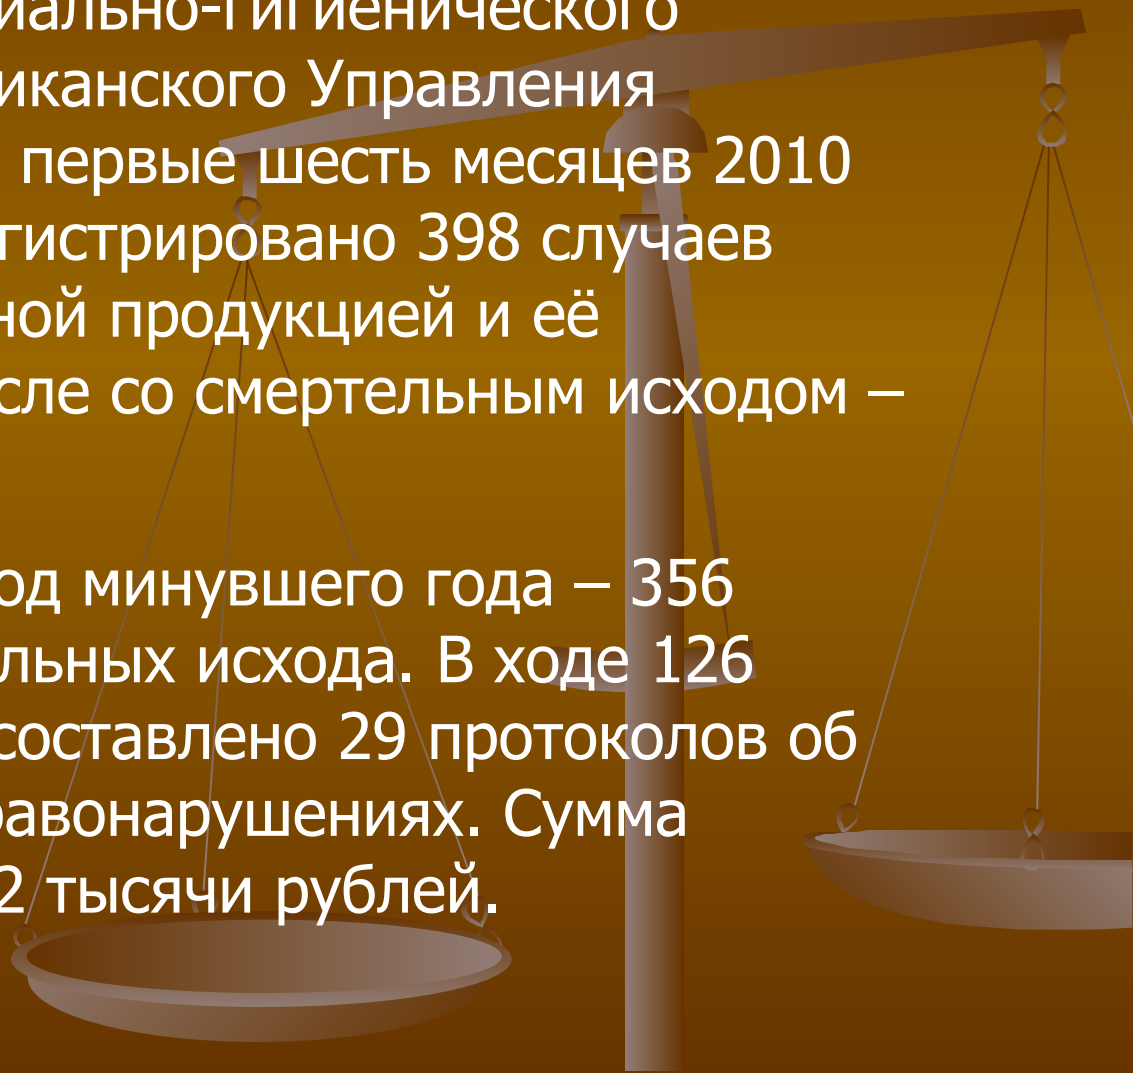 иально-гигиенического
иканского Управления
первые шесть месяцев 2010
гистрировано 398 случаев
ной продукцией и её
сле со смертельным исходом –
од минувшего года – 356
льных исхода. В ходе 126
составлено 29 протоколов об
равонарушениях. Сумма
2 тысячи рублей.